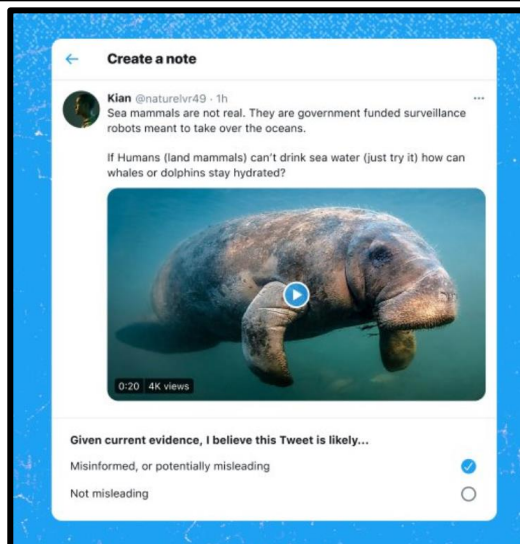 Create a note
Kian @naturelvr49 · 1h
Sea mammals are not real. They are government funded surveillance
robots meant to take over the oceans.
If Humans (land mammals) can't drink sea water (just try it) how can
whales or dolphins stay hydrated?
0:20 4K views
Given current evidence, I believe this Tweet is likely...
Misinformed, or potentially misleading
Not misleading